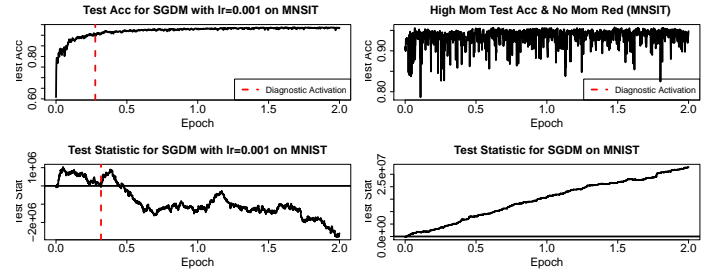 Test Acc for SGDM with lr=0.001 on MNSIT
Test Acc
0.60 0.80
Diagnostic Activation
0.0 0.5 1.0 1.5 2.0
Epoch
High Mom Test Acc & No Mom Red (MNSIT)
Test Acc
0.80 0.90
Diagnostic Activation
0.0 0.5 1.0 1.5 2.0
Epoch
Test Statistic for SGDM with lr=0.001 on MNIST
Test Stat
−2e+06 1e+06
0.0 0.5 1.0 1.5 2.0
Epoch
Test Statistic for SGDM on MNIST
Test Stat
0.0e+00 2.5e+07
0.0 0.5 1.0 1.5 2.0
Epoch